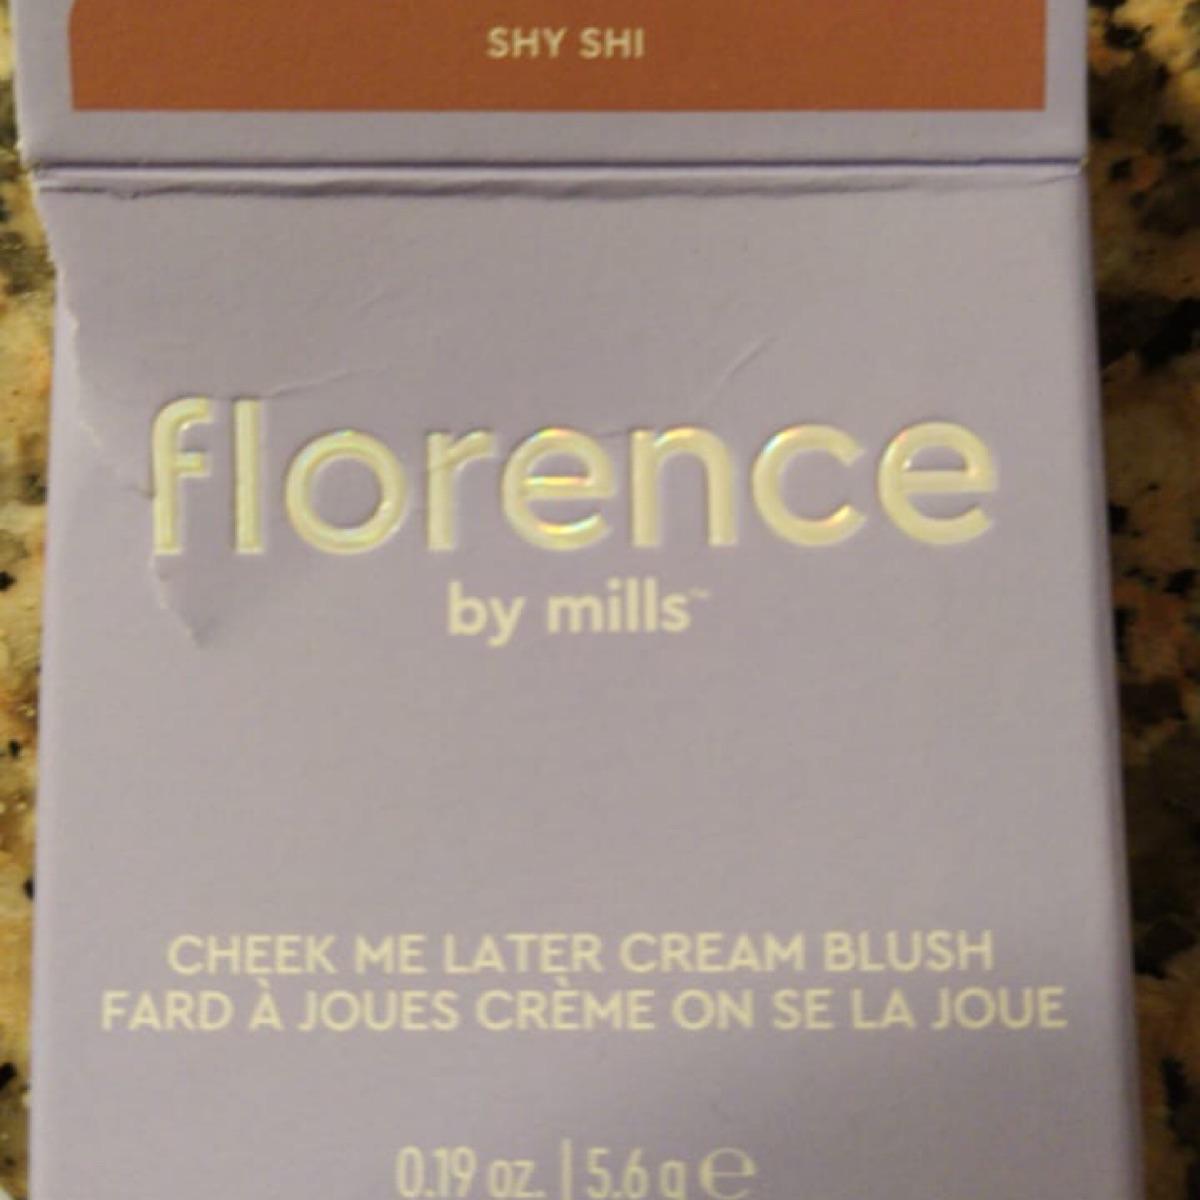 SHY SHI
florence
by mills™
CHEEK ME LATER CREAM BLUSH
FARD À JOUES CRÈME ON SE LA JOUE
0.19 oz. | 5.6 g ℮